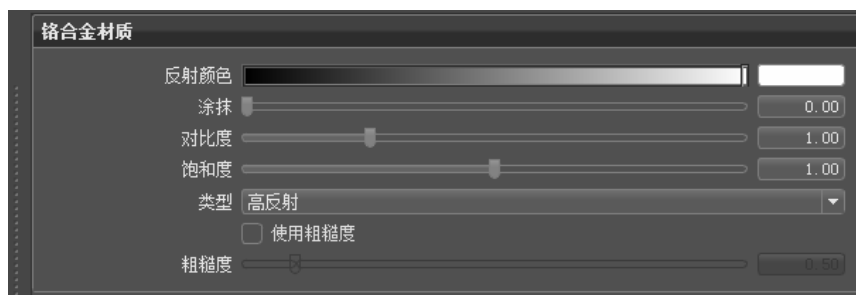 铬合金材质
反射颜色
涂抹 0.00
对比度 1.00
饱和度 1.00
类型 高反射
使用粗糙度
粗糙度 0.50